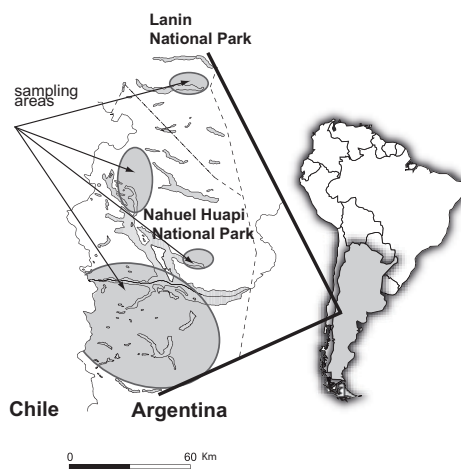 Lanin
National Park
sampling
areas
Nahuel Huapi
National Park
Chile
Argentina
0 60 Km